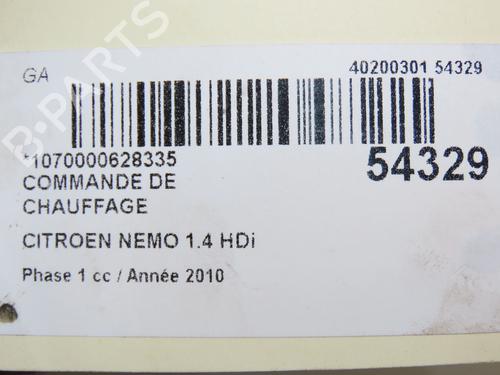 GA
40200301 54329
*1070000628335
54329
COMMANDE DE
CHAUFFAGE
CITROEN NEMO 1.4 HDi
Phase 1 cc / Année 2010
B-PARTS